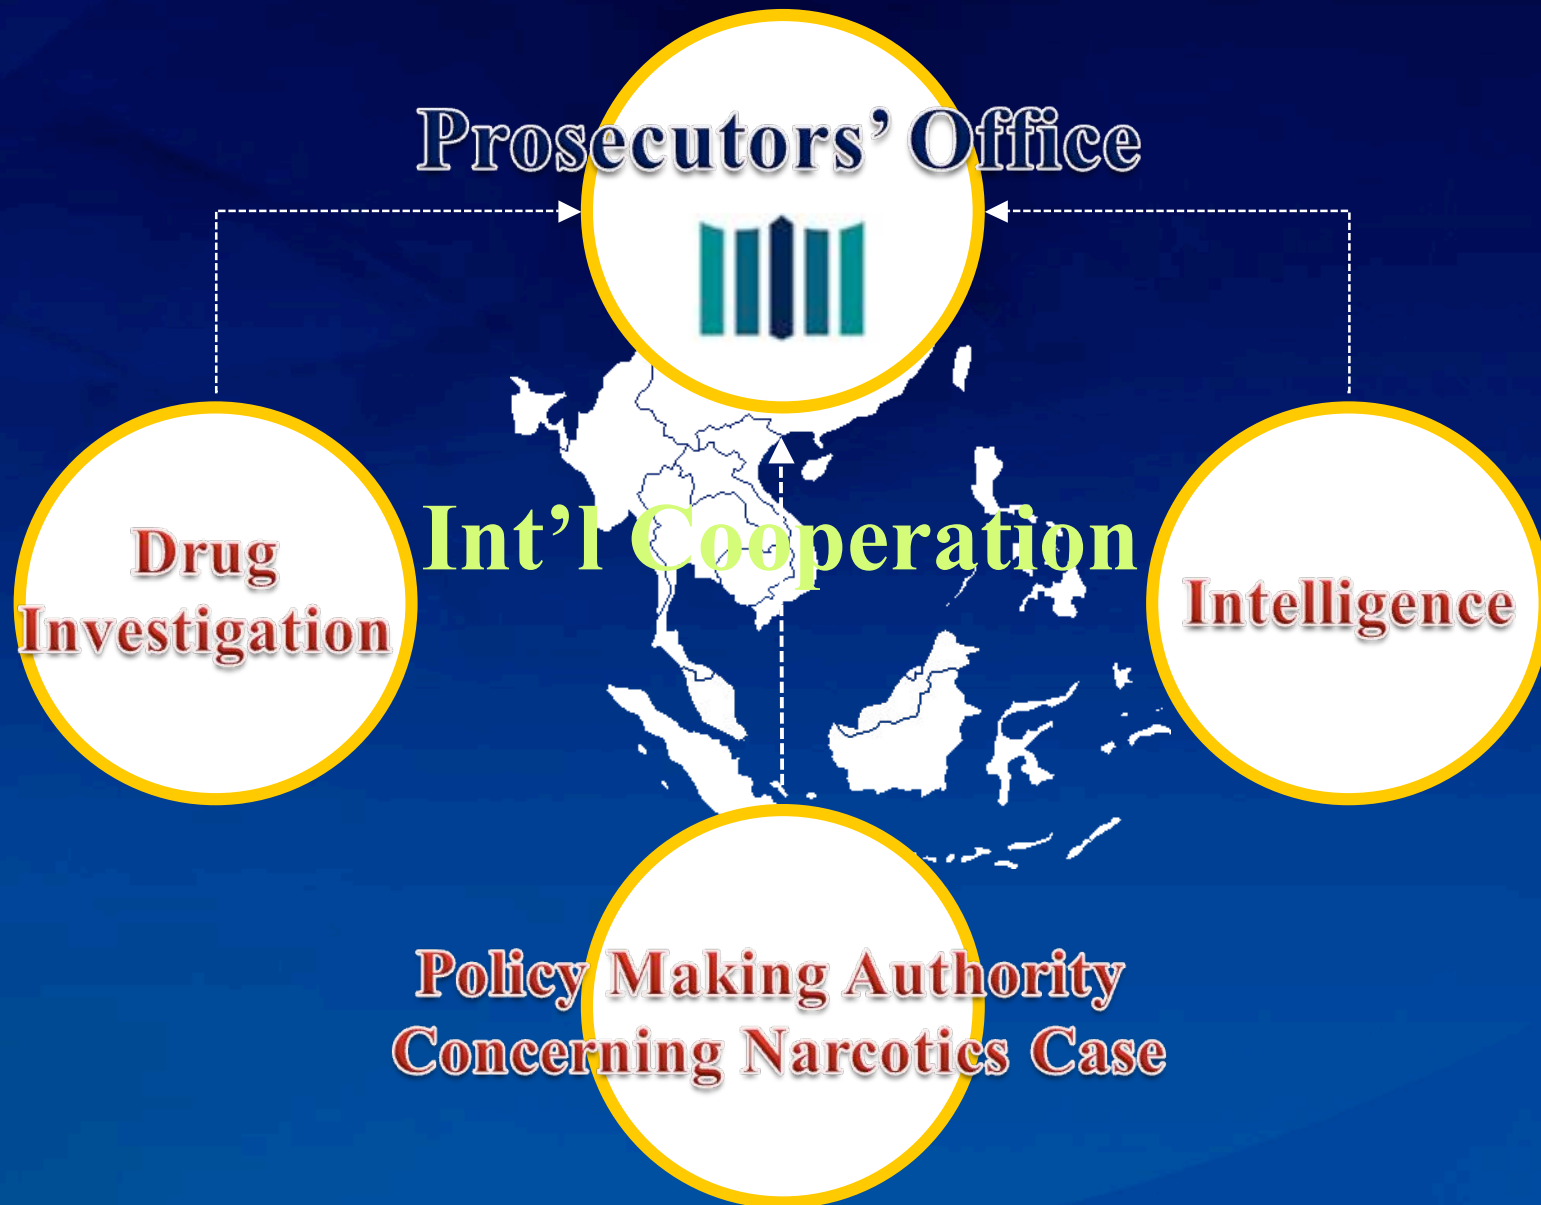 Prosecutors’ Office
Int’l Cooperation
Drug
Investigation
Intelligence
Policy Making Authority
Concerning Narcotics Case